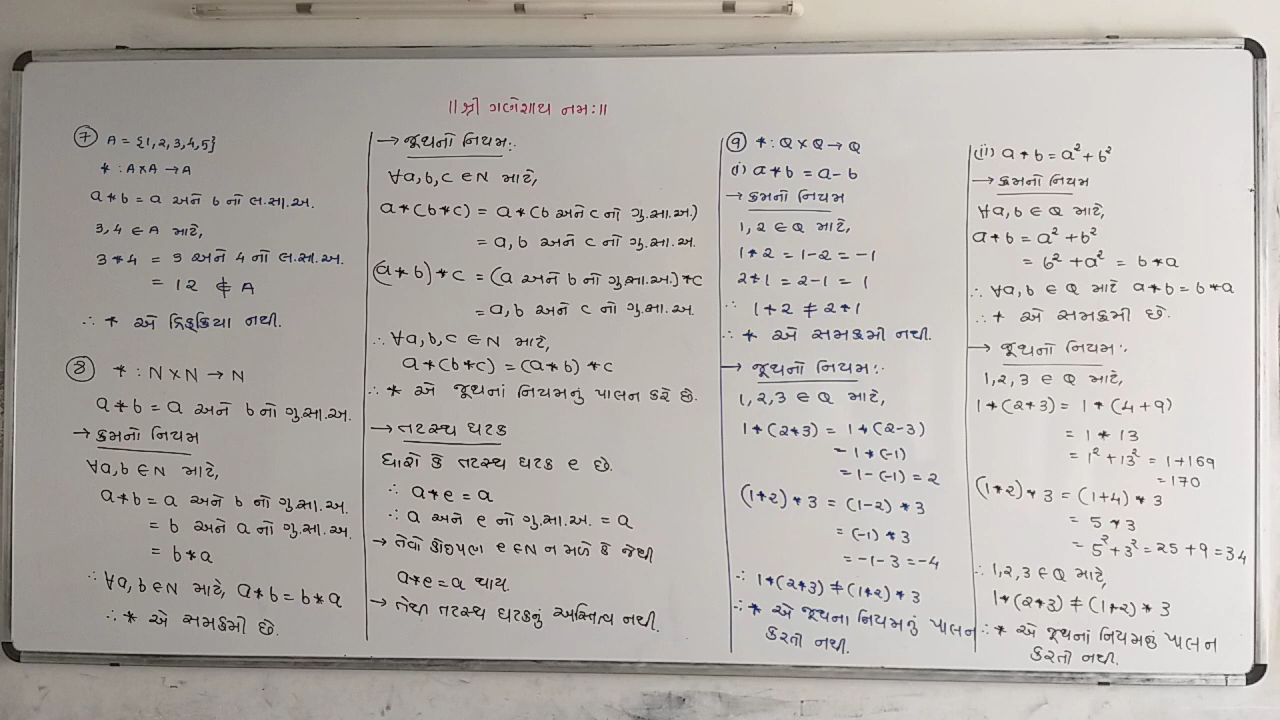 ॥ શ્રી ગણેશાય નમઃ॥
⑦ A = {1,2,3,4,5}
* : A×A → A
a*b = a અને b નો લ.સા.અ.
3,4 ∈ A માટે,
3*4 = 3 અને 4 નો લ.સા.અ.
= 12 ∉ A
∴ * એ દ્વિક્રિયા નથી.
⑧ * : N×N → N
a*b = a અને b નો ગુ.સા.અ.
→ ક્રમનો નિયમ
∀a,b ∈ N માટે,
a*b = a અને b નો ગુ.સા.અ.
= b અને a નો ગુ.સા.અ.
= b*a
∴ ∀a,b ∈ N માટે, a*b = b*a
∴ * એ સમક્રમી છે.
→ જૂથનો નિયમ:.
∀a,b,c ∈ N માટે,
a*(b*c) = a*(b અને c નો ગુ.સા.અ.)
= a,b અને c નો ગુ.સા.અ.
(a*b)*c = (a અને b નો ગુ.સા.અ.)*c
= a,b અને c નો ગુ.સા.અ.
∴ ∀a,b,c ∈ N માટે,
a*(b*c) = (a*b)*c
∴ * એ જૂથનાં નિયમનું પાલન કરે છે.
→ તટસ્થ ઘટક
ધારો કે તટસ્થ ઘટક e છે.
∴ a*e = a
∴ a અને e નો ગુ.સા.અ. = a
→ તેવો કોઇપણ e ∈ N ન મળે કે જેથી
a*e = a થાય.
→ તેથી તટસ્થ ઘટકનું અસ્તિત્વ નથી.
⑨ * : Q×Q → Q
(i) a*b = a-b
→ ક્રમનો નિયમ
1,2 ∈ Q માટે,
1*2 = 1-2 = -1
2*1 = 2-1 = 1
∴ 1*2 ≠ 2*1
∴ * એ સમક્રમી નથી.
→ જૂથનો નિયમ:.
1,2,3 ∈ Q માટે,
1*(2*3) = 1*(2-3)
= 1*(-1)
= 1-(-1) = 2
(1*2)*3 = (1-2)*3
= (-1)*3
= -1-3 = -4
∴ 1*(2*3) ≠ (1*2)*3
∴ * એ જૂથના નિયમનું પાલન
કરતો નથી.
(ii) a*b = a²+b²
→ ક્રમનો નિયમ
∀a,b ∈ Q માટે,
a*b = a²+b²
= b²+a² = b*a
∴ ∀a,b ∈ Q માટે a*b = b*a
∴ * એ સમક્રમી છે.
→ જૂથનો નિયમ:.
1,2,3 ∈ Q માટે,
1*(2*3) = 1*(4+9)
= 1*13
= 1²+13² = 1+169
= 170
(1*2)*3 = (1+4)*3
= 5*3
= 5²+3² = 25+9 = 34
∴ 1,2,3 ∈ Q માટે,
1*(2*3) ≠ (1*2)*3
∴ * એ જૂથનાં નિયમનું પાલન
કરતો નથી.